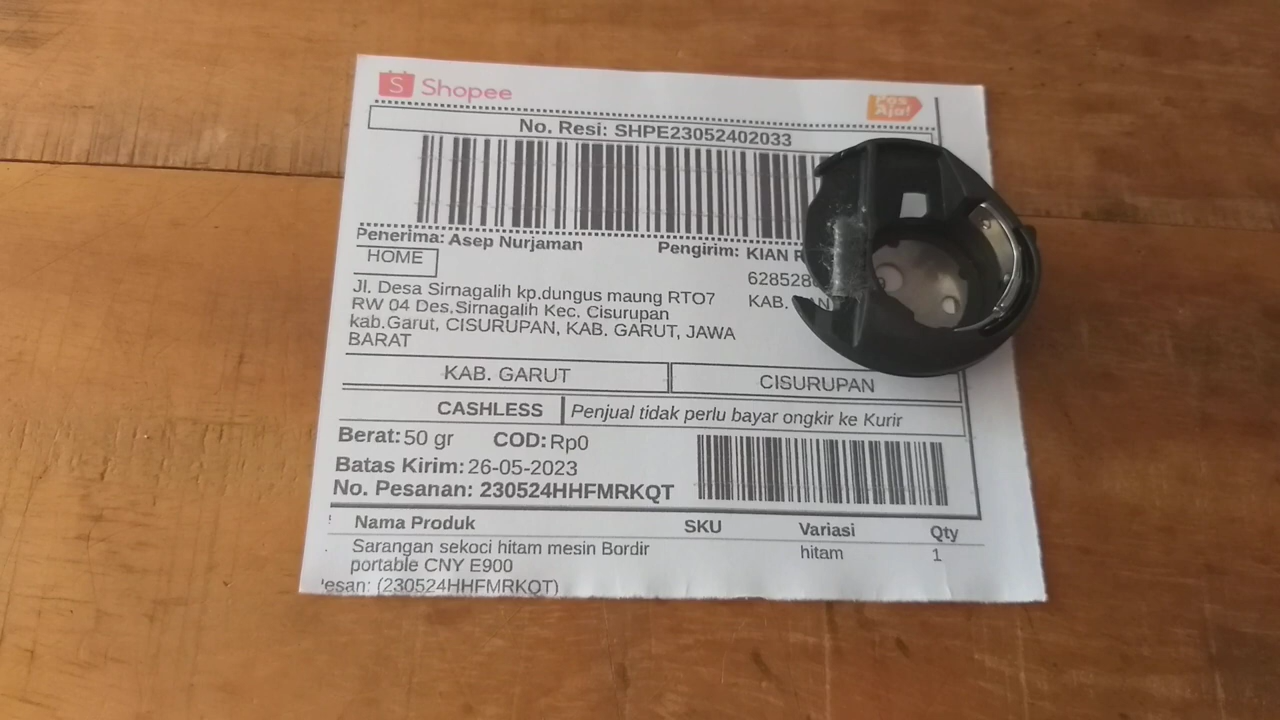 S Shopee
Pos Aja!
No. Resi: SHPE23052402033
Penerima: Asep Nurjaman
Pengirim: KIAN
HOME
Jl. Desa Sirnagalih kp.dungus maung RTO7
RW 04 Des.Sirnagalih Kec. Cisurupan
kab.Garut, CISURUPAN, KAB. GARUT, JAWA
BARAT
628528
KAB.
KAB. GARUT
CISURUPAN
CASHLESS
Penjual tidak perlu bayar ongkir ke Kurir
Berat: 50 gr COD: Rp0
Batas Kirim: 26-05-2023
No. Pesanan: 230524HHFMRKQT
Nama Produk SKU Variasi Qty
Sarangan sekoci hitam mesin Bordir hitam 1
portable CNY E900
esan: (230524HHFMRKQT)